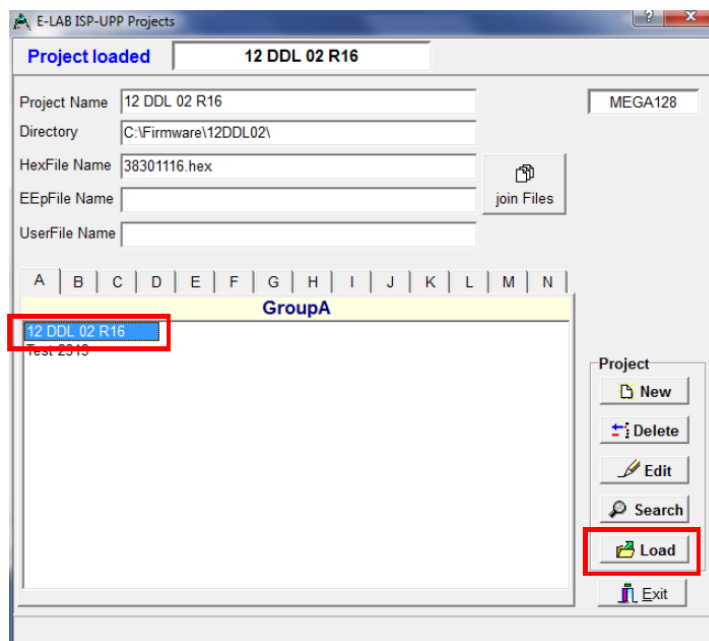 E-LAB ISP-UPP Projects
Project loaded 12 DDL 02 R16
Project Name 12 DDL 02 R16 MEGA128
Directory C:\Firmware\12DDL02\
HexFile Name 38301116.hex
EEpFile Name join Files
UserFile Name
A B C D E F G H I J K L M N
GroupA
12 DDL 02 R16
Test 2313
Project
New
Delete
Edit
Search
Load
Exit